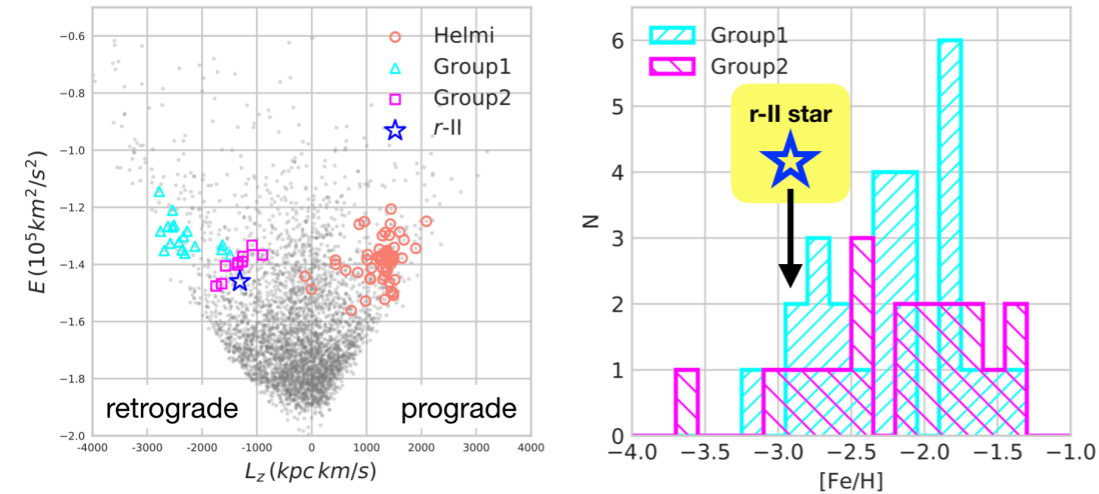 −0.6
−0.8
−1.0
−1.2
−1.4
−1.6
−1.8
−2.0
E (10⁵km²/s²)
Helmi
Group1
Group2
r-II
retrograde
prograde
−4000 −3000 −2000 −1000 0 1000 2000 3000 4000
L_z (kpc km/s)
6
5
4
3
2
1
0
N
Group1
Group2
r-II star
−4.0 −3.5 −3.0 −2.5 −2.0 −1.5 −1.0
[Fe/H]